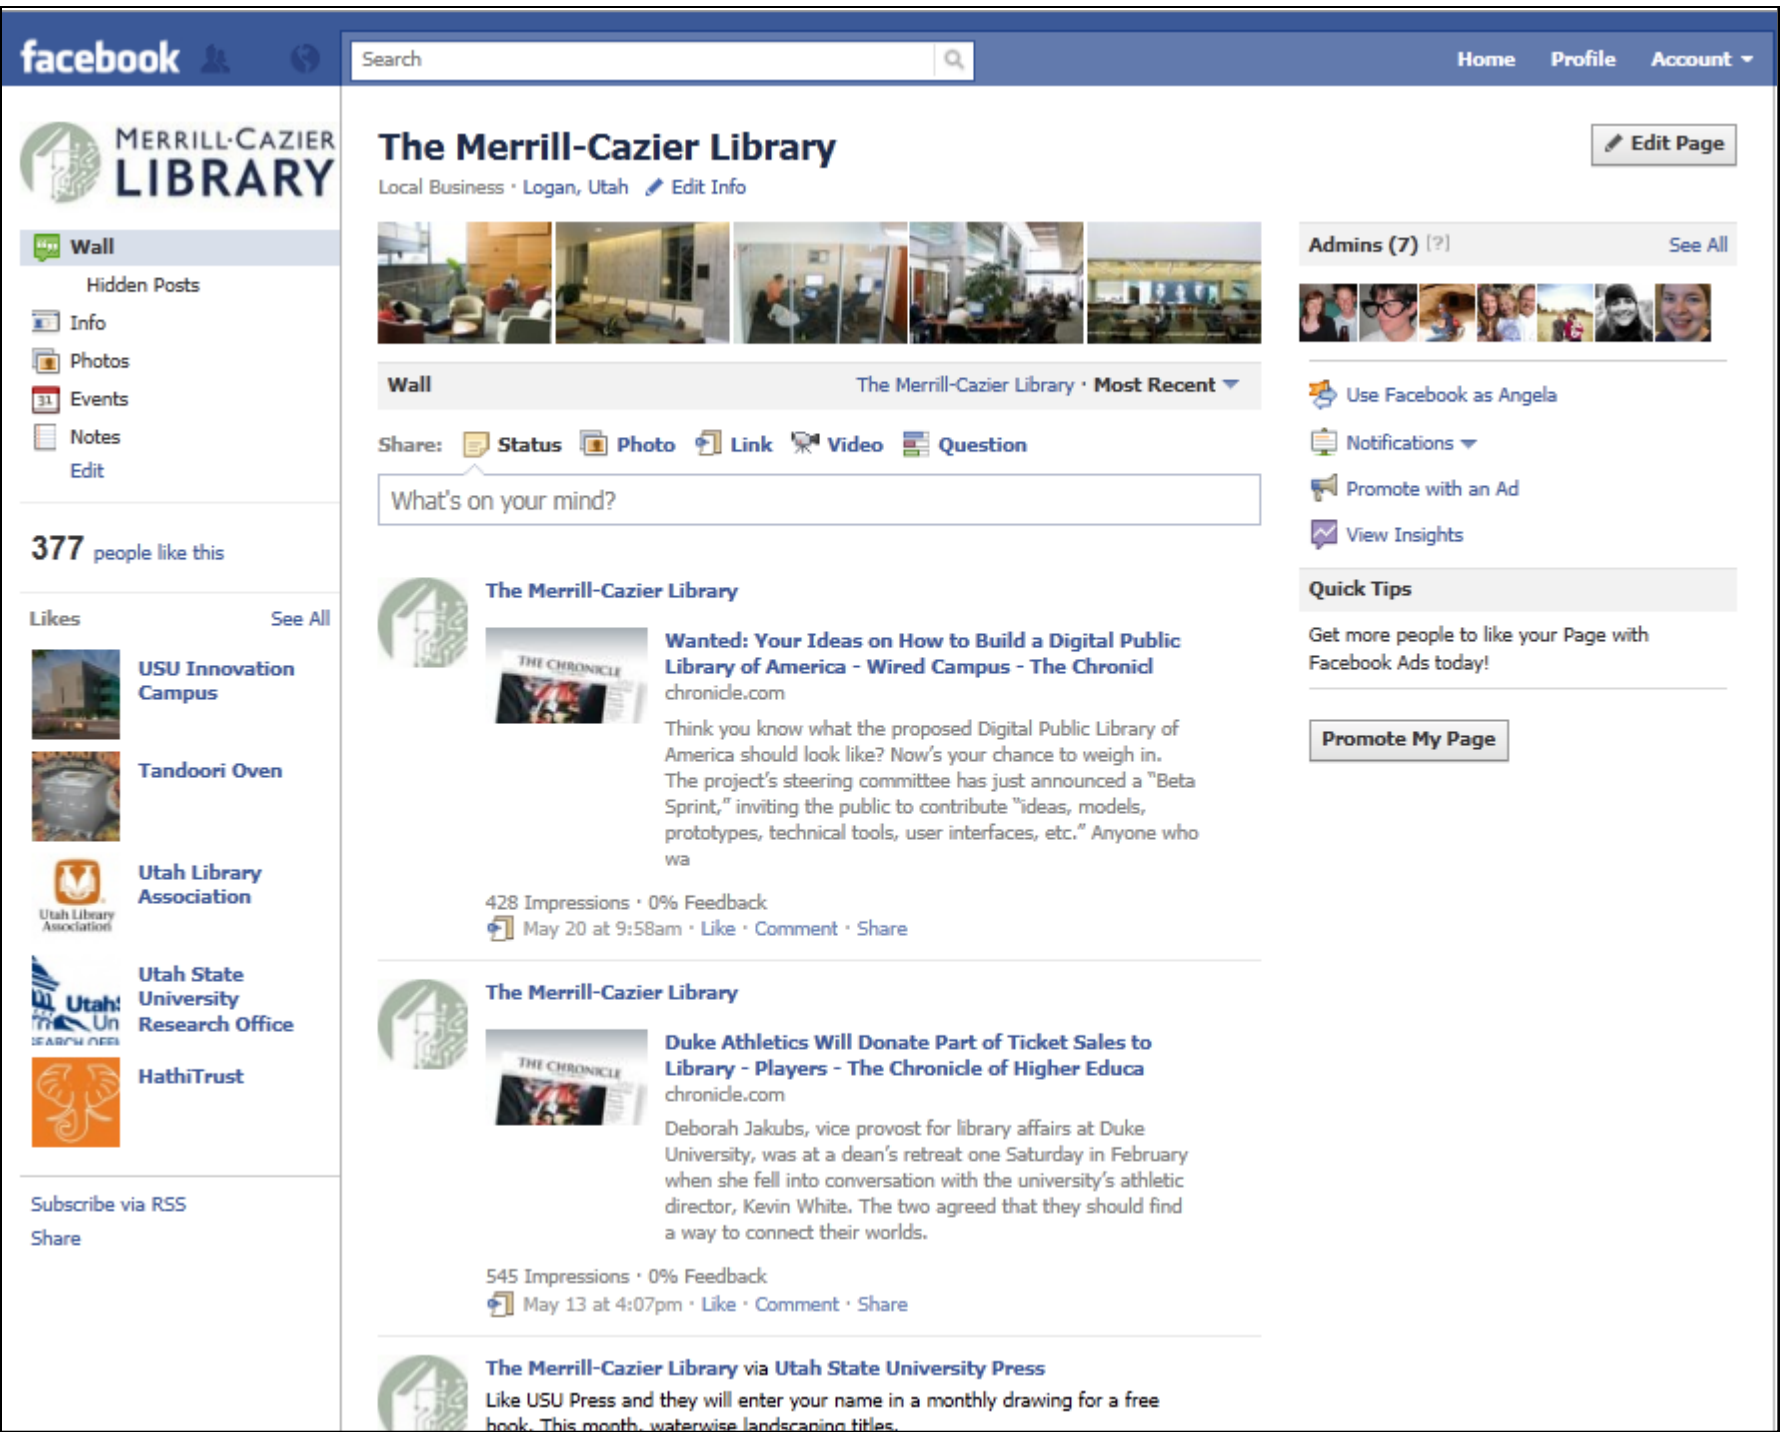 facebook
Search
Home Profile Account
MERRILL-CAZIER
LIBRARY
Wall
Hidden Posts
Info
Photos
31
Events
Notes
Edit
377 people like this
Likes See All
USU Innovation
Campus
Tandoori Oven
Utah Library
Association
Utah Library
Association
Utah State
University
Research Office
HathiTrust
Subscribe via RSS
Share
The Merrill-Cazier Library
Local Business · Logan, Utah Edit Info
Wall The Merrill-Cazier Library · Most Recent
Share: Status Photo Link Video Question
What's on your mind?
The Merrill-Cazier Library
THE CHRONICLE
Wanted: Your Ideas on How to Build a Digital Public
Library of America - Wired Campus - The Chronicl
chronicle.com
Think you know what the proposed Digital Public Library of
America should look like? Now's your chance to weigh in.
The project's steering committee has just announced a "Beta
Sprint," inviting the public to contribute "ideas, models,
prototypes, technical tools, user interfaces, etc." Anyone who
wa
428 Impressions · 0% Feedback
May 20 at 9:58am · Like · Comment · Share
The Merrill-Cazier Library
THE CHRONICLE
Duke Athletics Will Donate Part of Ticket Sales to
Library - Players - The Chronicle of Higher Educa
chronicle.com
Deborah Jakubs, vice provost for library affairs at Duke
University, was at a dean's retreat one Saturday in February
when she fell into conversation with the university's athletic
director, Kevin White. The two agreed that they should find
a way to connect their worlds.
545 Impressions · 0% Feedback
May 13 at 4:07pm · Like · Comment · Share
The Merrill-Cazier Library via Utah State University Press
Like USU Press and they will enter your name in a monthly drawing for a free
book. This month, waterwise landscaping titles.
Edit Page
Admins (7) [?] See All
Use Facebook as Angela
Notifications
Promote with an Ad
View Insights
Quick Tips
Get more people to like your Page with
Facebook Ads today!
Promote My Page